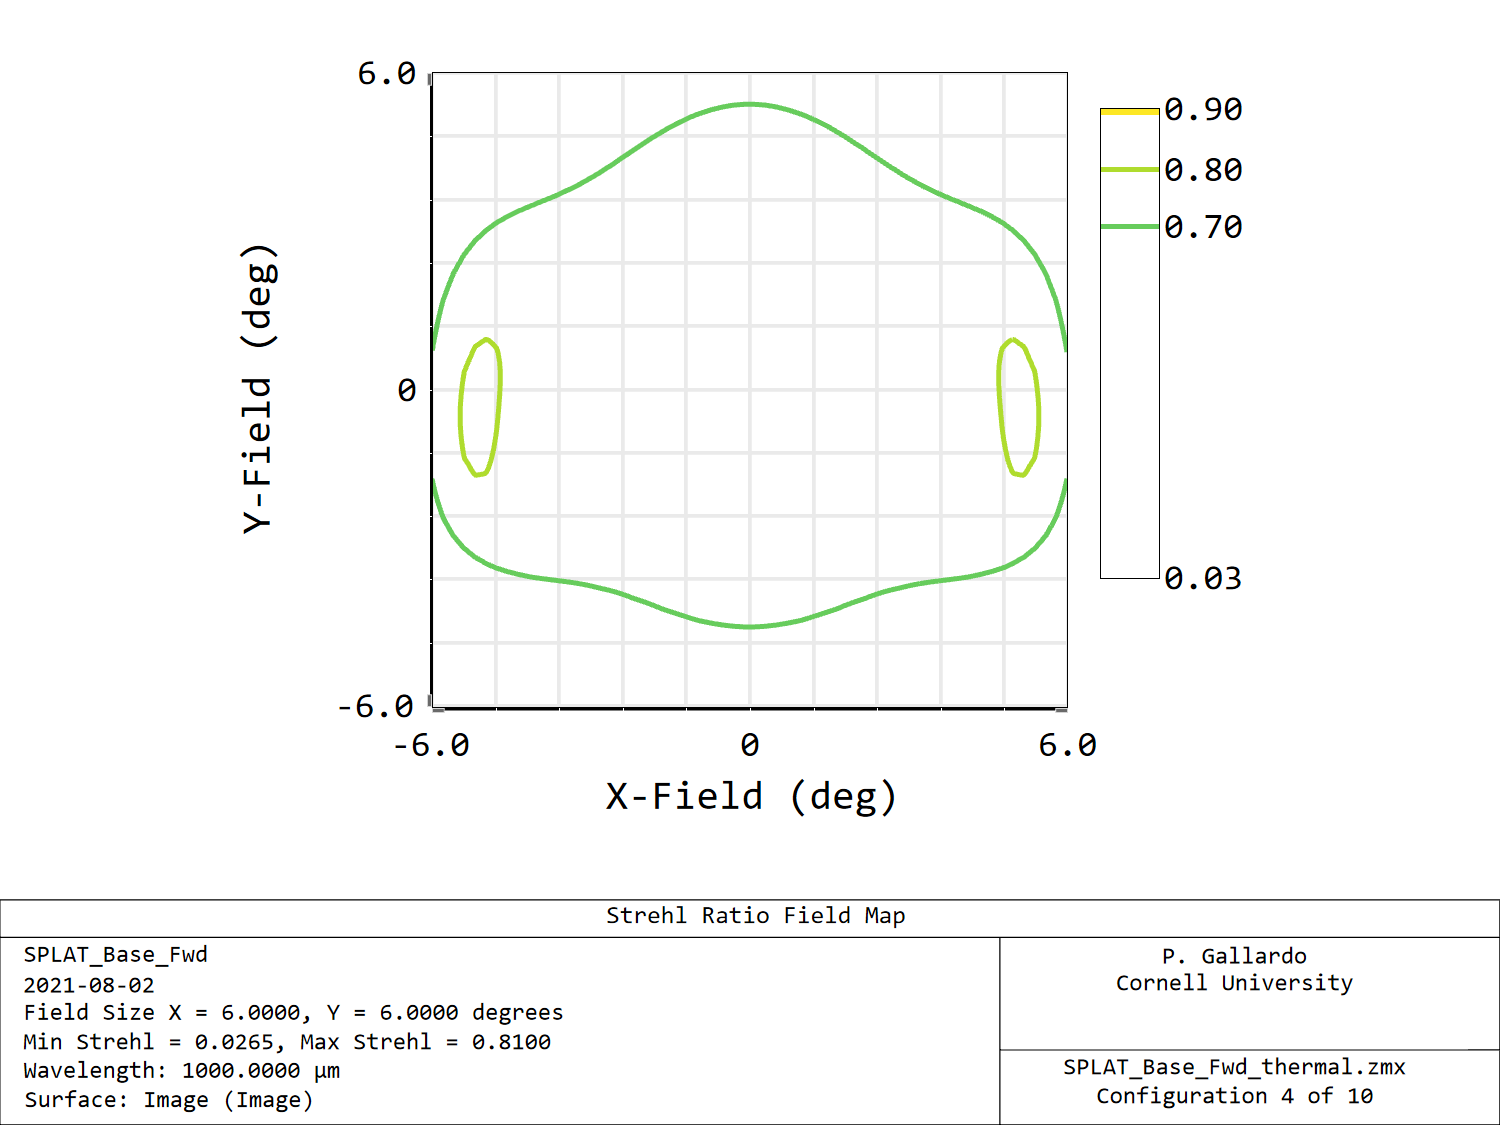 6.0
0
-6.0
Y-Field (deg)
-6.0
0
6.0
X-Field (deg)
0.90
0.80
0.70
0.03
Strehl Ratio Field Map
SPLAT_Base_Fwd
2021-08-02
Field Size X = 6.0000, Y = 6.0000 degrees
Min Strehl = 0.0265, Max Strehl = 0.8100
Wavelength: 1000.0000 µm
Surface: Image (Image)
P. Gallardo
Cornell University
SPLAT_Base_Fwd_thermal.zmx
Configuration 4 of 10